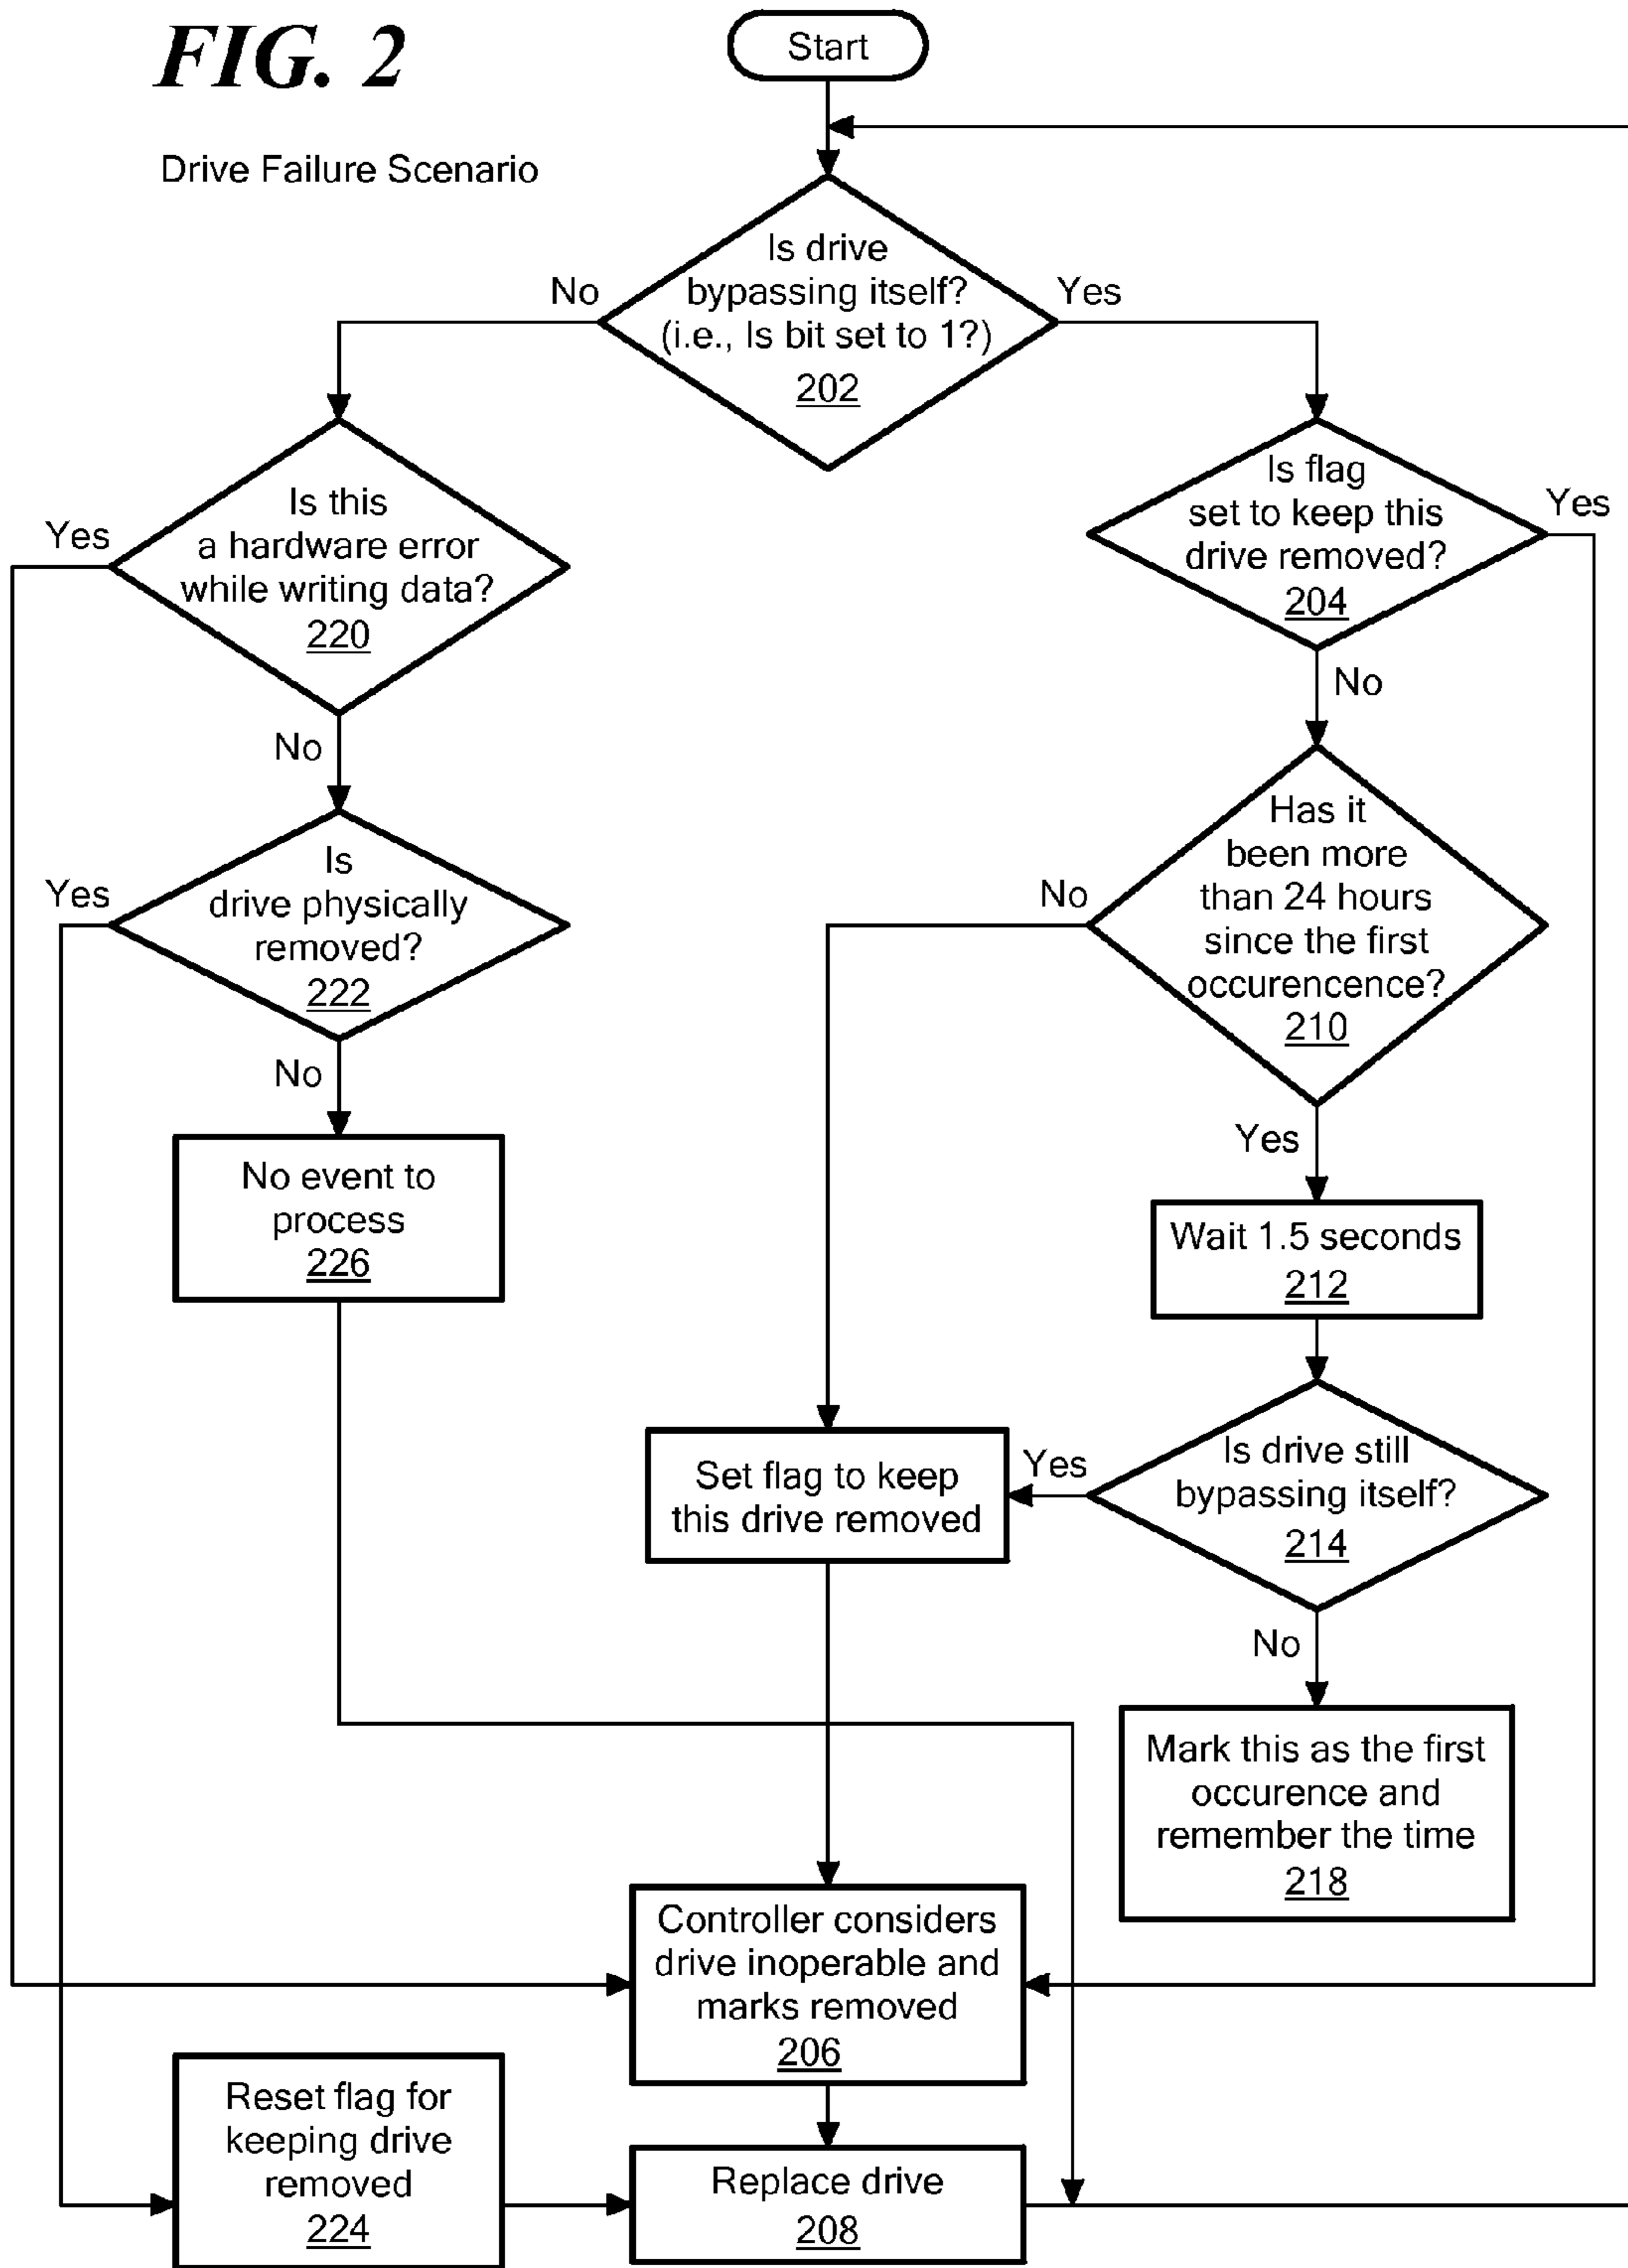 FIG. 2
Drive Failure Scenario
Start
Is drive
bypassing itself?
(i.e., Is bit set to 1?)
202
No
Yes
Is this
a hardware error
while writing data?
220
Yes
No
Is flag
set to keep this
drive removed?
204
Yes
No
Is
drive physically
removed?
222
Yes
No
Has it
been more
than 24 hours
since the first
occurencence?
210
No
Yes
No event to
process
226
Wait 1.5 seconds
212
Set flag to keep
this drive removed
Yes
Is drive still
bypassing itself?
214
No
Mark this as the first
occurence and
remember the time
218
Controller considers
drive inoperable and
marks removed
206
Reset flag for
keeping drive
removed
224
Replace drive
208